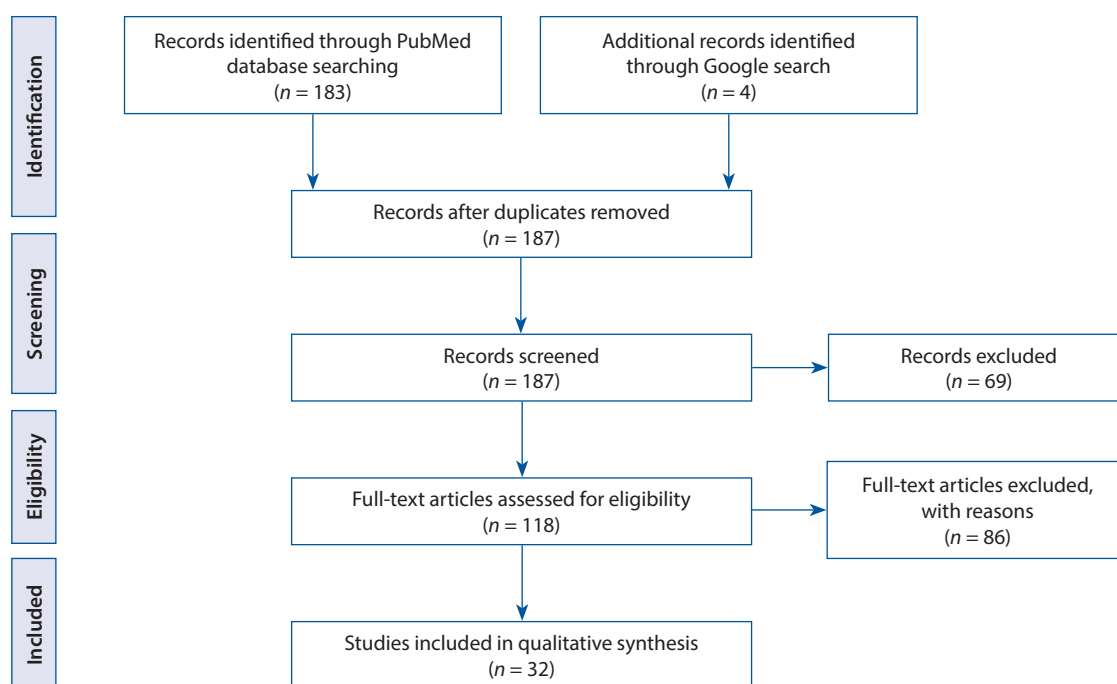 Identification
Records identified through PubMed
database searching
(n = 183)
Additional records identified
through Google search
(n = 4)
Records after duplicates removed
(n = 187)
Screening
Records screened
(n = 187)
Records excluded
(n = 69)
Eligibility
Full-text articles assessed for eligibility
(n = 118)
Full-text articles excluded,
with reasons
(n = 86)
Included
Studies included in qualitative synthesis
(n = 32)